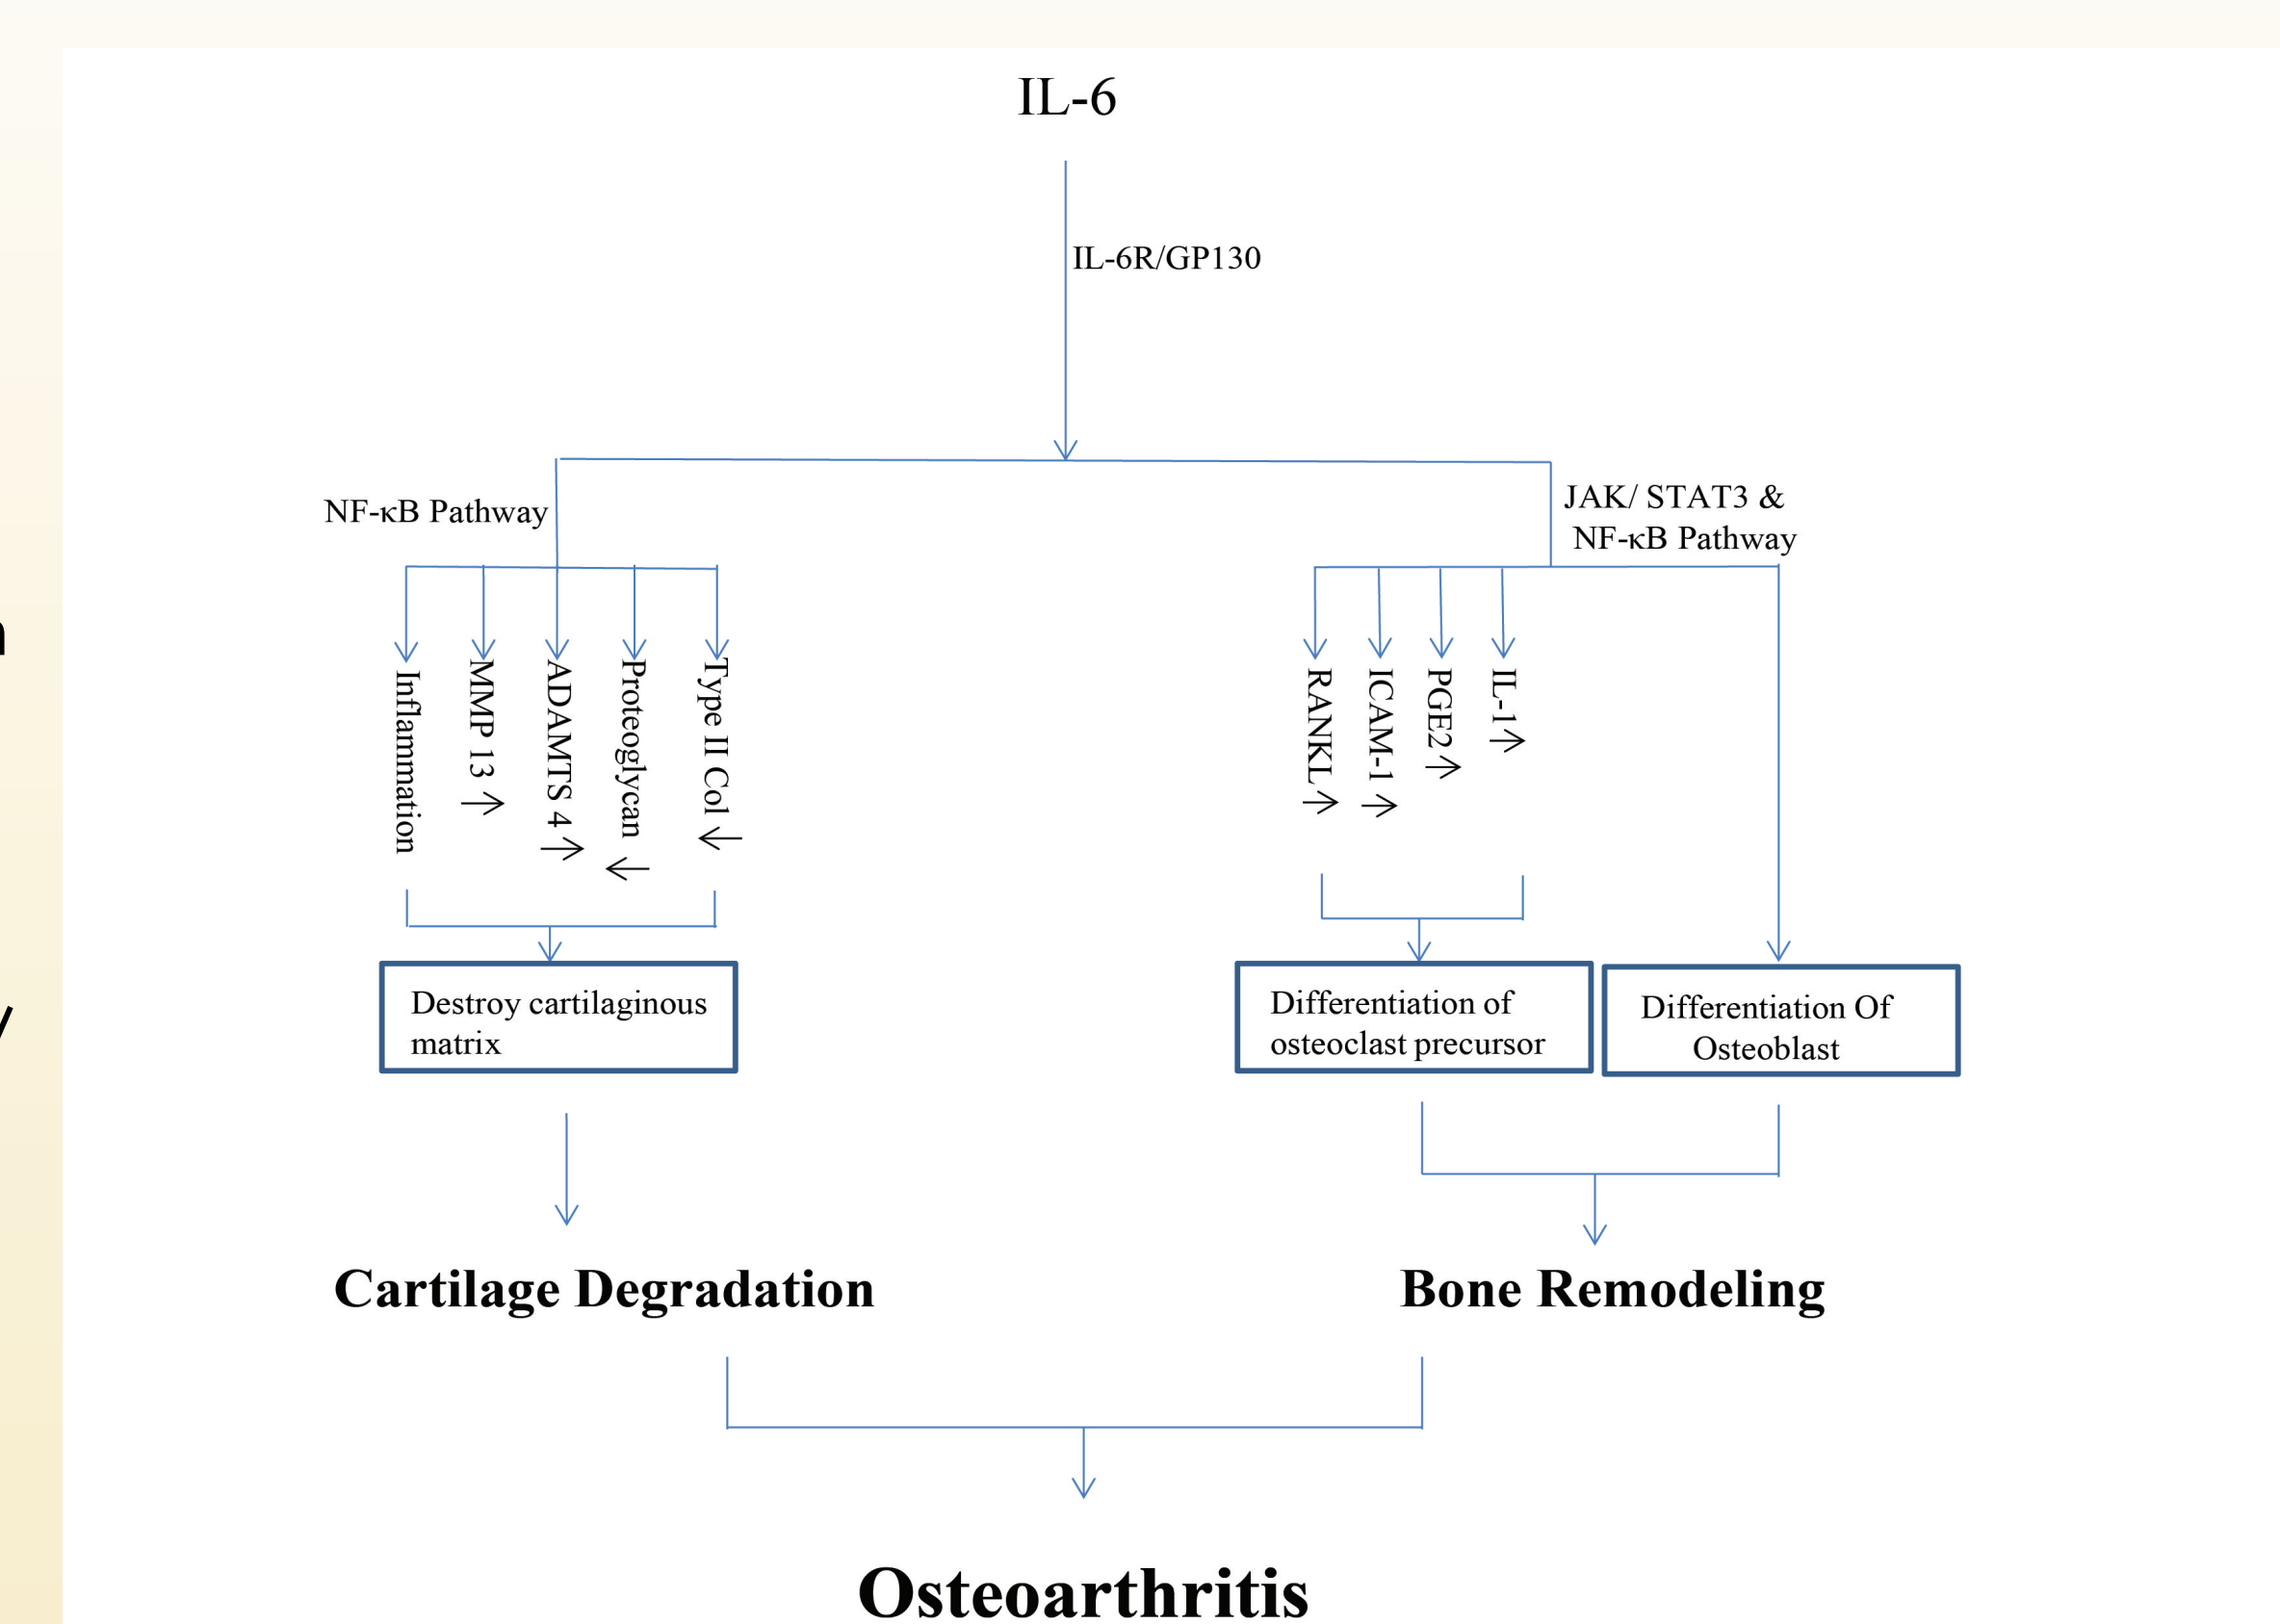 IL-6
IL-6R/GP130
NF-κB Pathway
JAK/ STAT3 &
NF-κB Pathway
Inflammation
MMP 13 →
ADAMTS 4 →
Proteoglycan ←
Type II Col ←
RANKL →
ICAM-1 →
PGE2 →
IL-1 →
Destroy cartilaginous
matrix
Differentiation of
osteoclast precursor
Differentiation Of
Osteoblast
Cartilage Degradation
Bone Remodeling
Osteoarthritis